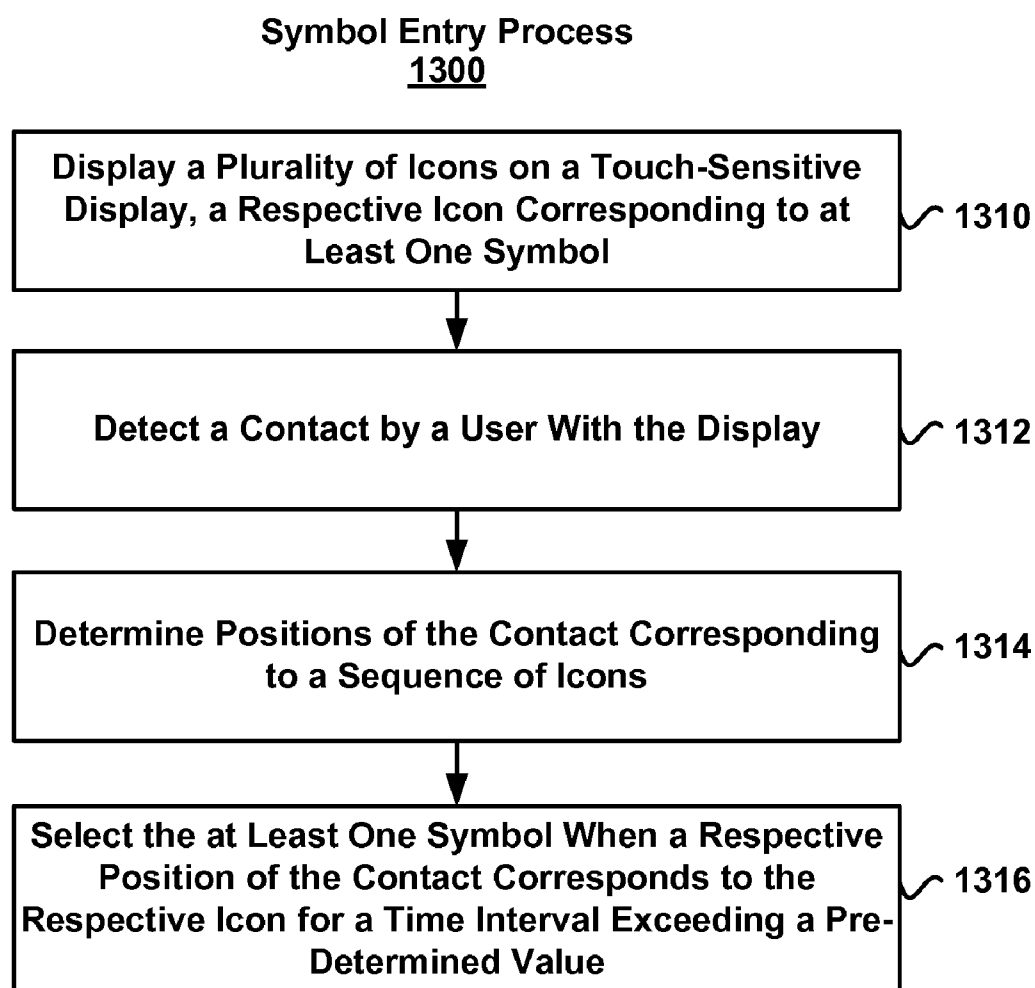 Symbol Entry Process
1300
Display a Plurality of Icons on a Touch-Sensitive
Display, a Respective Icon Corresponding to at
Least One Symbol
1310
Detect a Contact by a User With the Display
1312
Determine Positions of the Contact Corresponding
to a Sequence of Icons
1314
Select the at Least One Symbol When a Respective
Position of the Contact Corresponds to the
Respective Icon for a Time Interval Exceeding a Pre-
Determined Value
1316